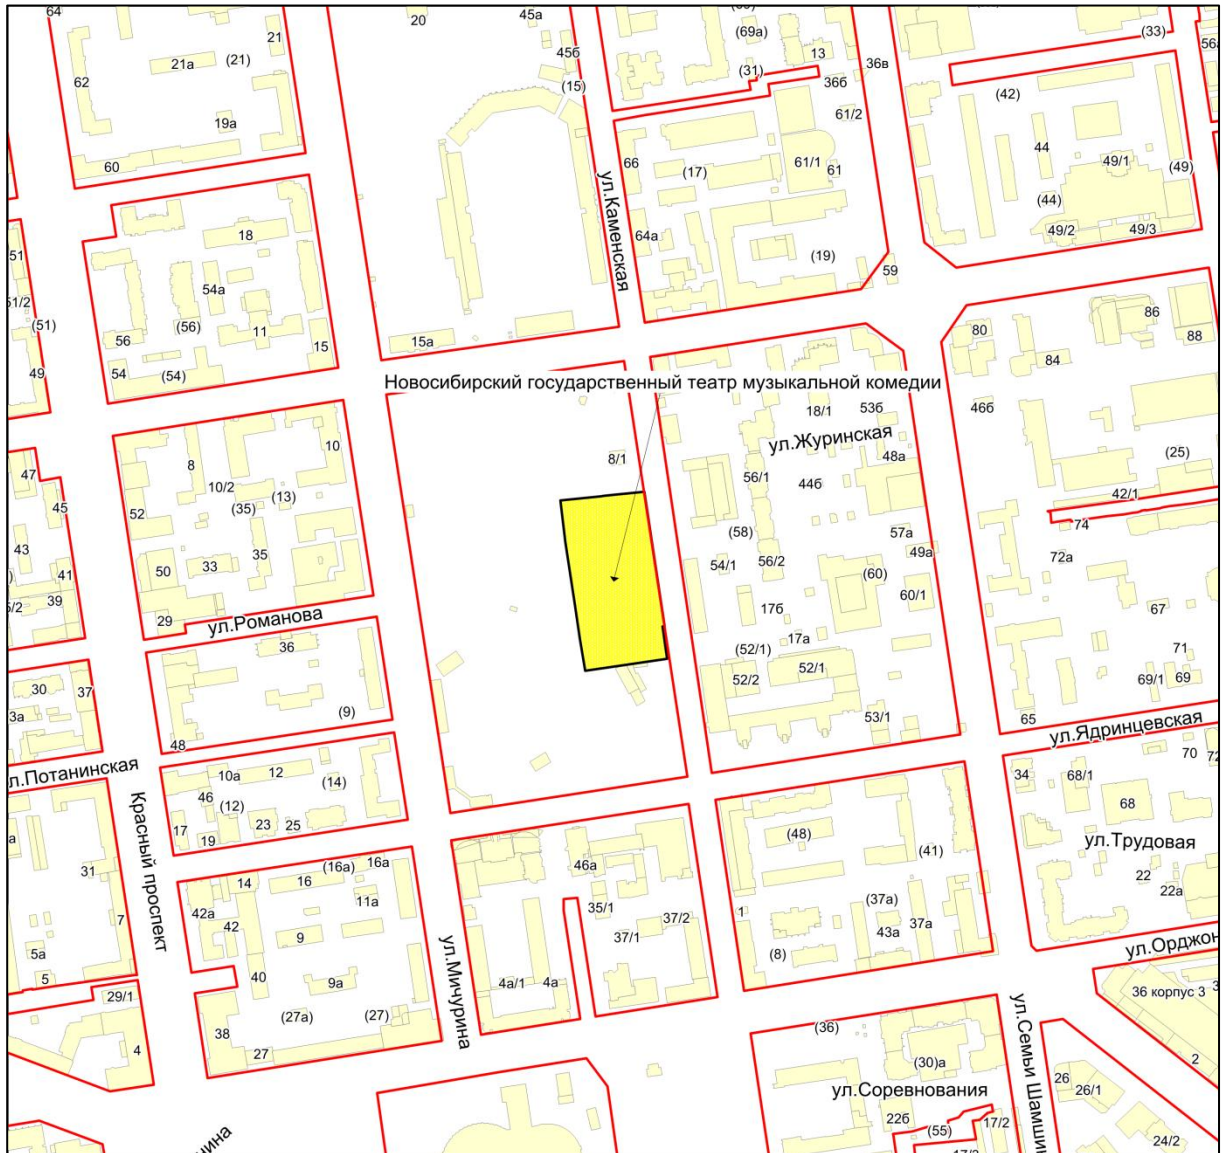 64
20
45а
(69а)
13
(33)
21
21а
(21)
45б
36в
56а
62
(31)
(15)
36б
(42)
19а
61/2
44
60
66
(17)
61/1
61
49/1
(49)
ул.Каменская
(44)
18
64а
49/2
49/3
51
(19)
59
54а
51/2
(51)
(56)
86
56
11
80
88
15
15а
84
49
54
(54)
Новосибирский государственный театр музыкальной комедии
46б
18/1
53б
10
ул.Журинская
47
8
8/1
48а
(25)
56/1
44б
10/2
(13)
42/1
45
52
(35)
74
(58)
57а
43
35
49а
72а
50
33
54/1
56/2
(60)
41
39
60/1
67
17б
29
ул.Романова
17а
36
(52/1)
71
52/1
30
37
52/2
69/1
69
3а
(9)
53/1
65
48
ул.Ядринцевская
70
ул.Потанинская
10а
12
(14)
34
68/1
46
(12)
Красный проспект
68
17
19
23
25
(48)
ул.Трудовая
(16а)
16а
46а
(41)
31
14
16
22
22а
11а
42а
35/1
(37а)
7
42
37/2
1
37а
9
37/1
43а
5а
ул.Мичурина
(8)
40
5
9а
4а/1
4а
29/1
36 корпус 3
38
(27а)
(27)
(36)
ул.Семьи Шамшин
4
27
2
(30)а
26
ул.Соревнования
26/1
22б
17/2
(55)
24/2